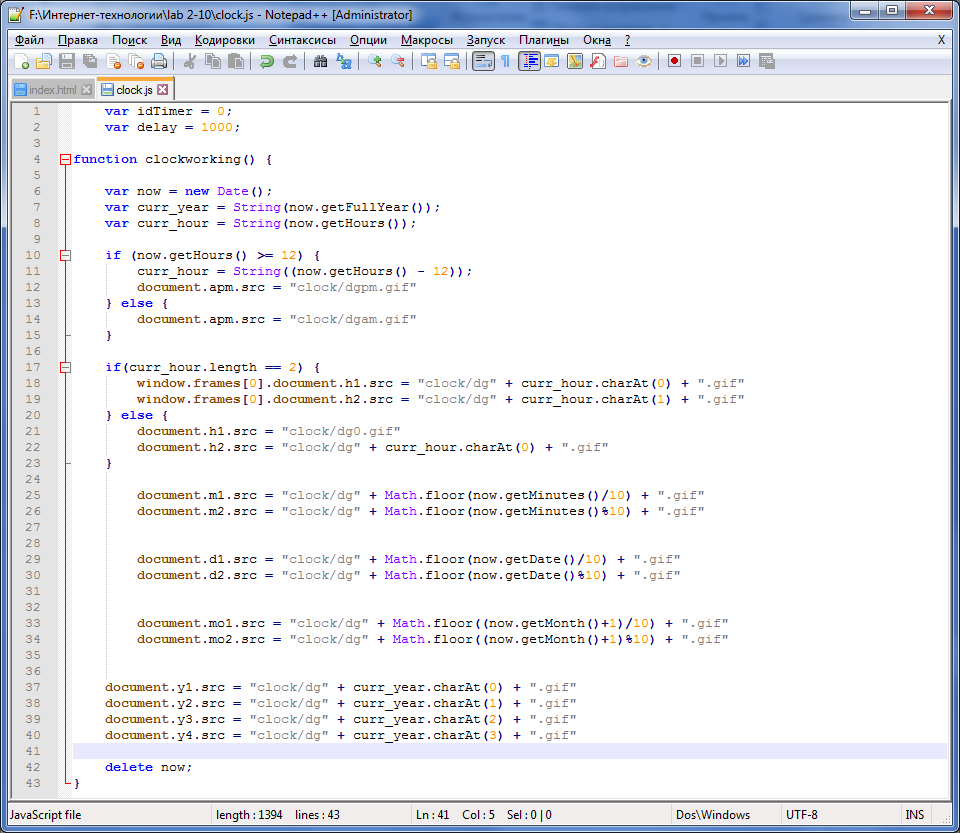 F:\Интернет-технологии\lab 2-10\clock.js - Notepad++ [Administrator]
Файл Правка Поиск Вид Кодировки Синтаксисы Опции Макросы Запуск Плагины Окна ? X
index.html clock.js
1 var idTimer = 0;
2 var delay = 1000;
3
4 function clockworking() {
5
6 var now = new Date();
7 var curr_year = String(now.getFullYear());
8 var curr_hour = String(now.getHours());
9
10 if (now.getHours() >= 12) {
11 curr_hour = String((now.getHours() - 12));
12 document.apm.src = "clock/dgpm.gif"
13 } else {
14 document.apm.src = "clock/dgam.gif"
15 }
16
17 if(curr_hour.length == 2) {
18 window.frames[0].document.h1.src = "clock/dg" + curr_hour.charAt(0) + ".gif"
19 window.frames[0].document.h2.src = "clock/dg" + curr_hour.charAt(1) + ".gif"
20 } else {
21 document.h1.src = "clock/dg0.gif"
22 document.h2.src = "clock/dg" + curr_hour.charAt(0) + ".gif"
23 }
24
25 document.m1.src = "clock/dg" + Math.floor(now.getMinutes()/10) + ".gif"
26 document.m2.src = "clock/dg" + Math.floor(now.getMinutes()%10) + ".gif"
27
28
29 document.d1.src = "clock/dg" + Math.floor(now.getDate()/10) + ".gif"
30 document.d2.src = "clock/dg" + Math.floor(now.getDate()%10) + ".gif"
31
32
33 document.mo1.src = "clock/dg" + Math.floor((now.getMonth()+1)/10) + ".gif"
34 document.mo2.src = "clock/dg" + Math.floor((now.getMonth()+1)%10) + ".gif"
35
36
37 document.y1.src = "clock/dg" + curr_year.charAt(0) + ".gif"
38 document.y2.src = "clock/dg" + curr_year.charAt(1) + ".gif"
39 document.y3.src = "clock/dg" + curr_year.charAt(2) + ".gif"
40 document.y4.src = "clock/dg" + curr_year.charAt(3) + ".gif"
41
42 delete now;
43 }
JavaScript file length : 1394 lines : 43 Ln : 41 Col : 5 Sel : 0 | 0 Dos\Windows UTF-8 INS